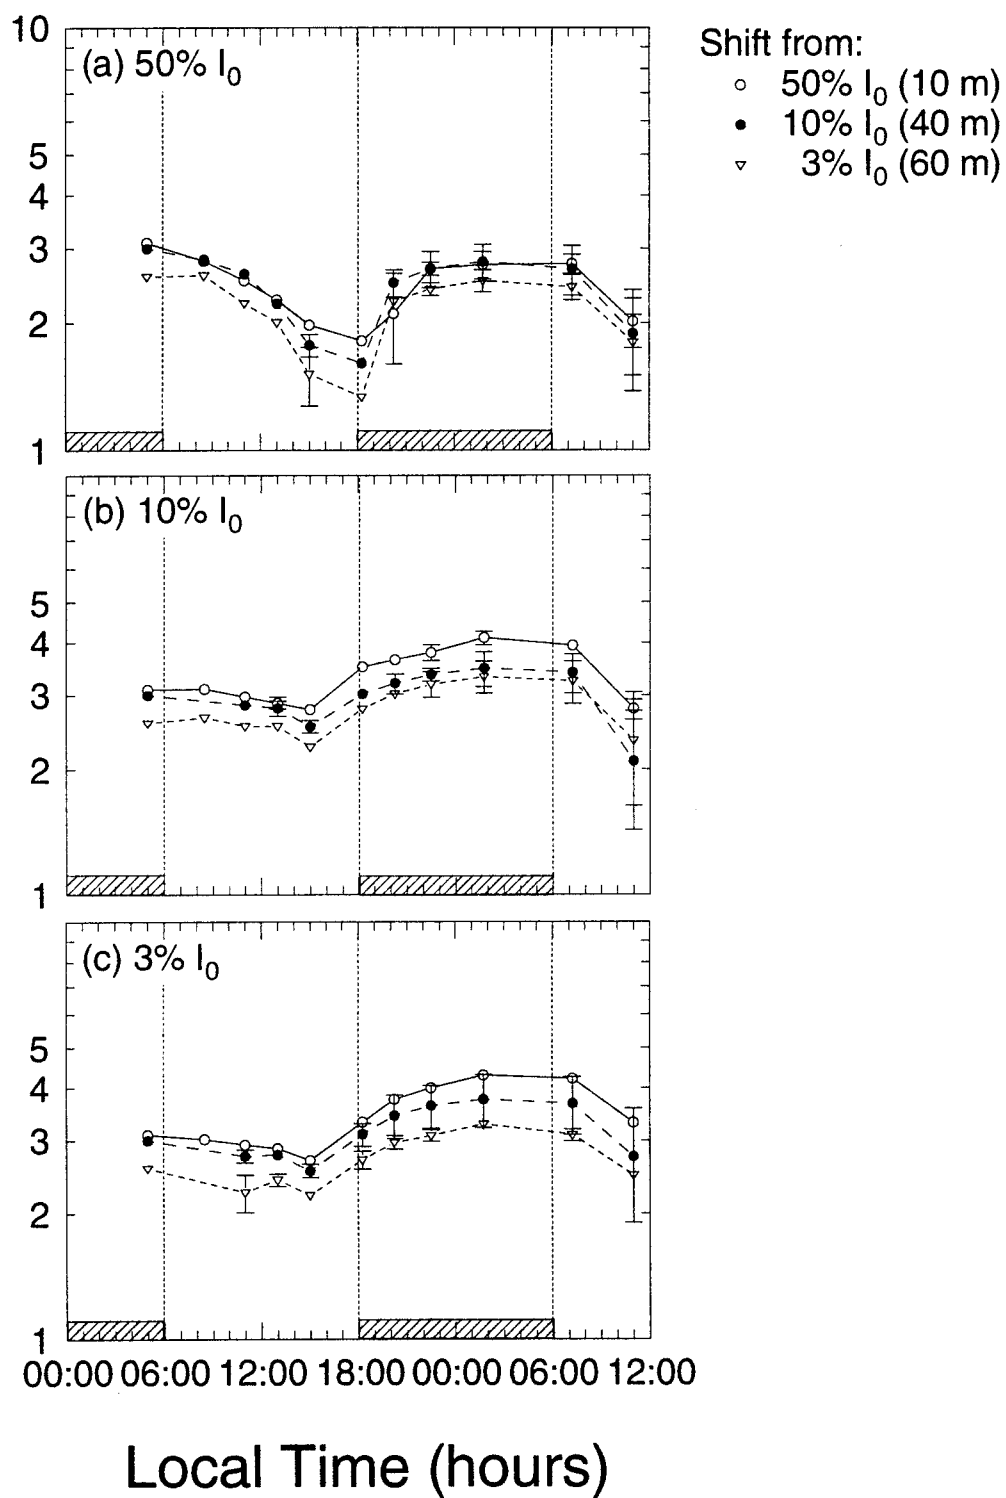 10
(a) 50% I0
5
4
3
2
1
Shift from:
50% I0 (10 m)
10% I0 (40 m)
3% I0 (60 m)
(b) 10% I0
5
4
3
2
1
(c) 3% I0
5
4
3
2
1
00:00 06:00 12:00 18:00 00:00 06:00 12:00
Local Time (hours)